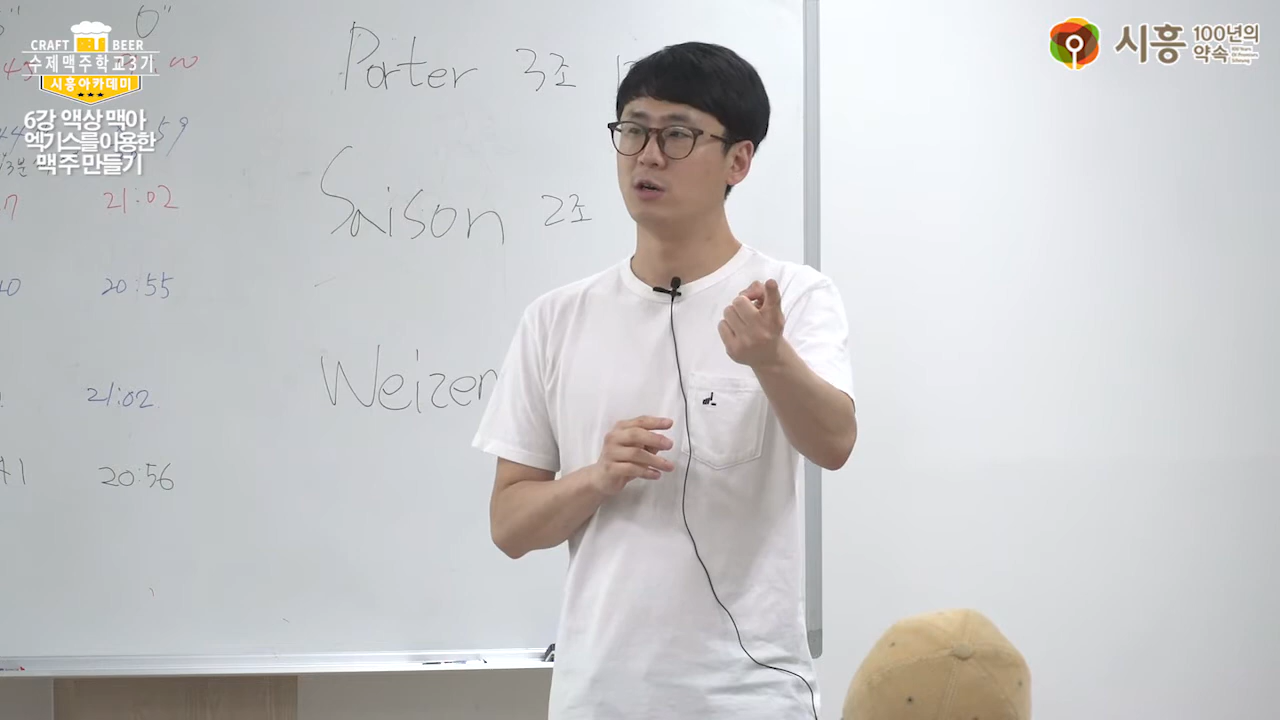 CRAFT BEER
수제맥주학교3기
시흥아카데미
6강 액상 맥아
엑기스를이용한
맥주 만들기
시흥 100년의
약속
Porter 3조
59
21:02
Saison 2조
20:55
Weizen
21:02
20:56